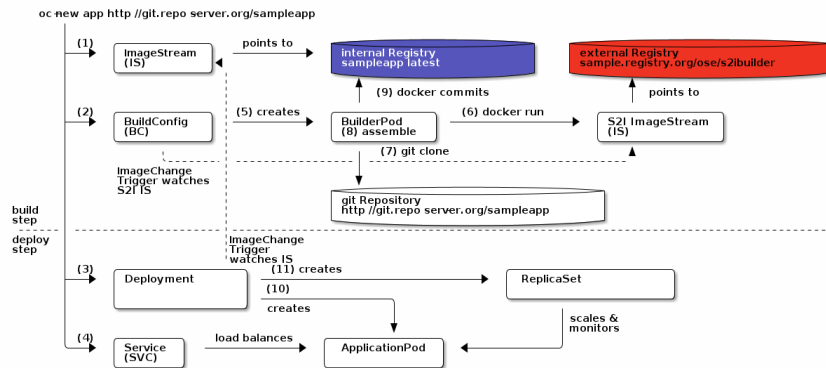 oc new app http //git.repo server.org/sampleapp
(1)
ImageStream
(IS)
points to
internal Registry
sampleapp latest
external Registry
sample.registry.org/ose/s2ibuilder
(9) docker commits
points to
(2)
BuildConfig
(BC)
(5) creates
BuilderPod
(8) assemble
(6) docker run
S2I ImageStream
(IS)
(7) git clone
ImageChange
Trigger watches
S2I IS
git Repository
http //git.repo server.org/sampleapp
build
step
deploy
step
ImageChange
Trigger
watches IS
(3)
Deployment
(11) creates
ReplicaSet
(10)
creates
scales &
monitors
(4)
Service
(SVC)
load balances
ApplicationPod